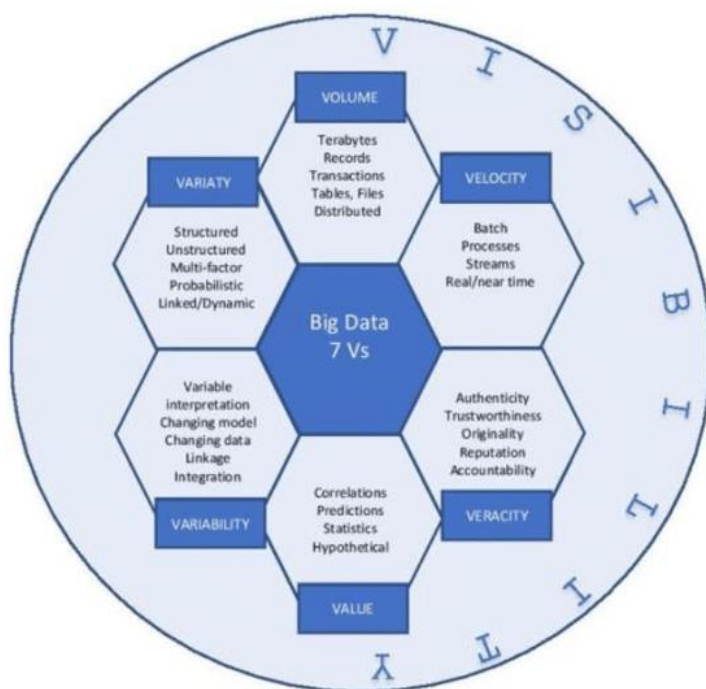 VISIBILITY
VOLUME
Terabytes
Records
Transactions
Tables, Files
Distributed
VARIATY
Structured
Unstructured
Multi-factor
Probabilistic
Linked/Dynamic
VELOCITY
Batch
Processes
Streams
Real/near time
Big Data
7 Vs
Variable
interpretation
Changing model
Changing data
Linkage
Integration
VARIABILITY
Authenticity
Trustworthiness
Originality
Reputation
Accountability
VERACITY
Correlations
Predictions
Statistics
Hypothetical
VALUE